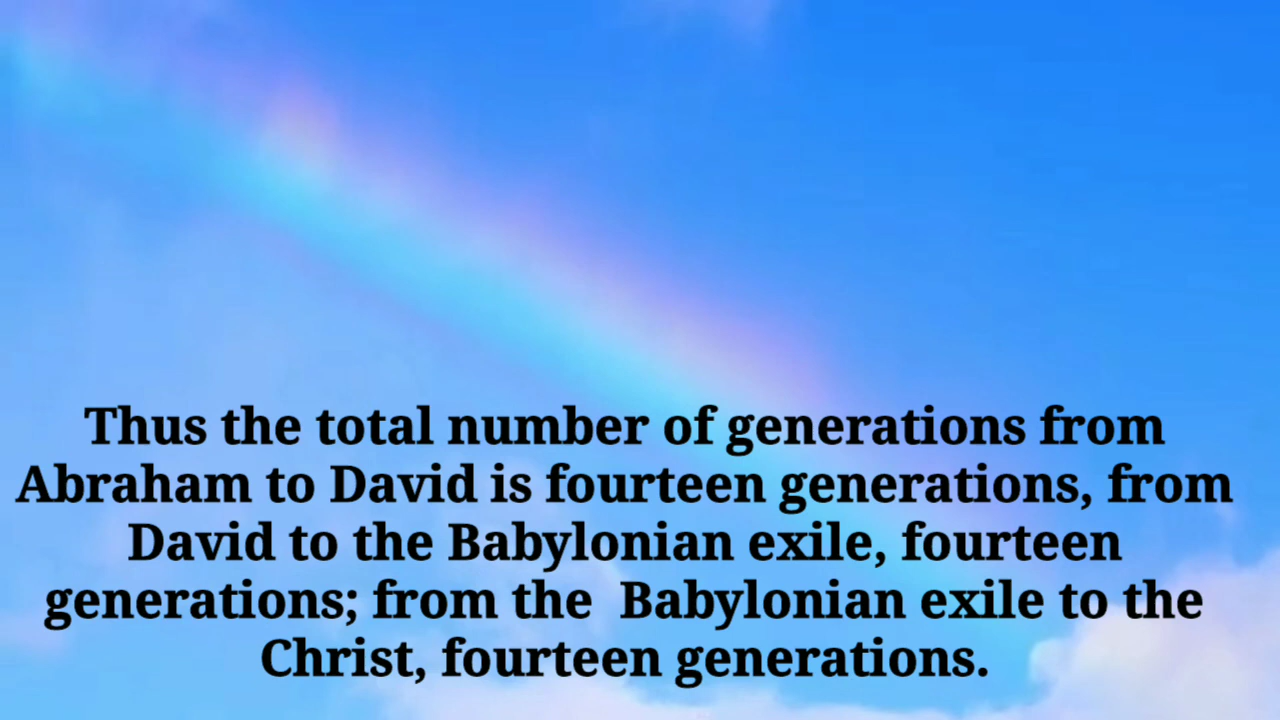 Thus the total number of generations from
Abraham to David is fourteen generations, from
David to the Babylonian exile, fourteen
generations; from the  Babylonian exile to the
Christ, fourteen generations.